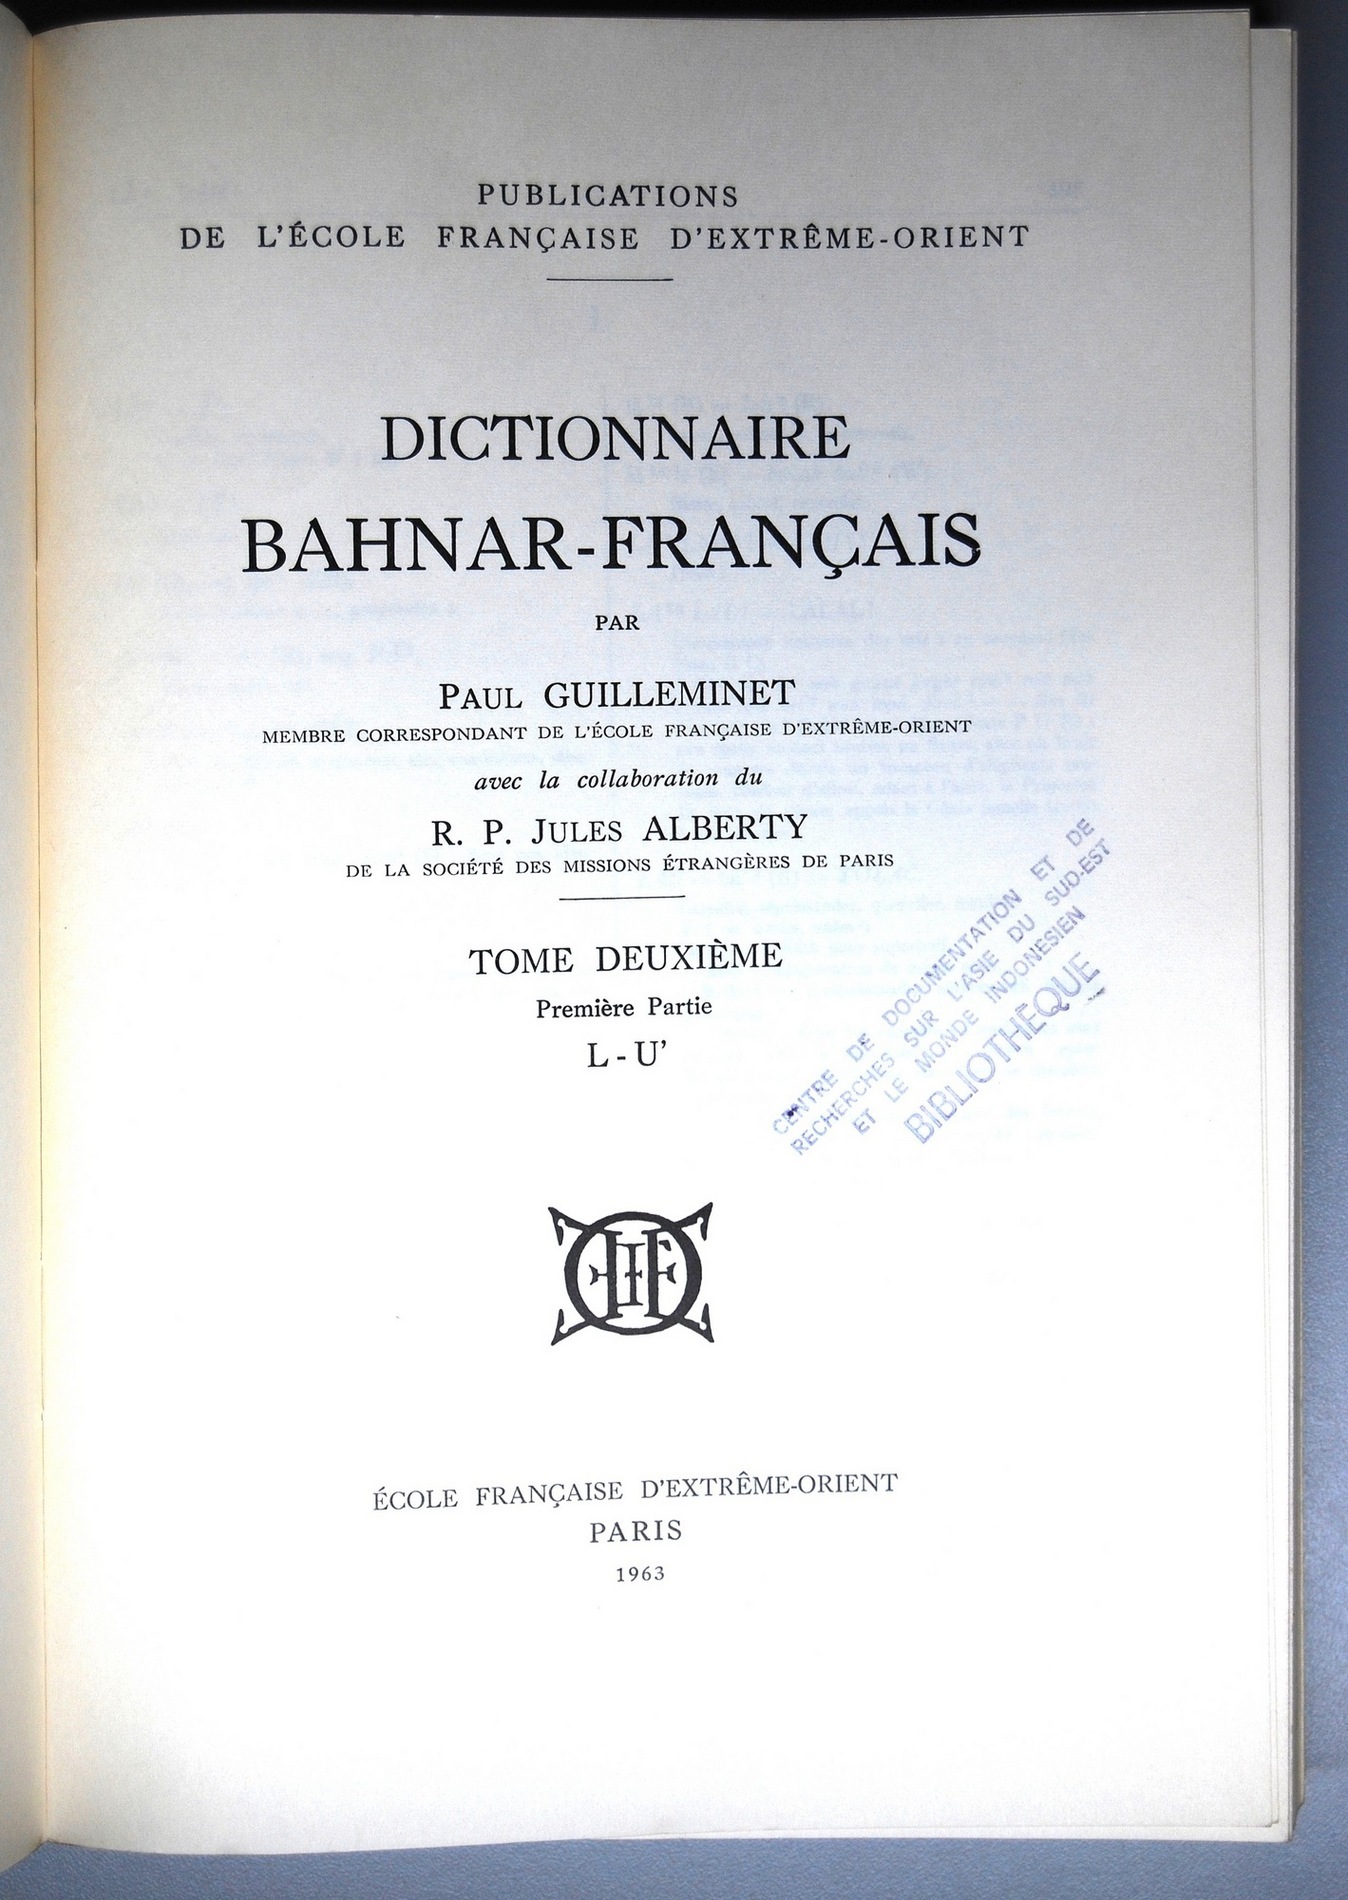 PUBLICATIONS
DE L'ÉCOLE FRANÇAISE D'EXTRÊME-ORIENT
DICTIONNAIRE
BAHNAR-FRANÇAIS
PAR
PAUL GUILLEMINET
MEMBRE CORRESPONDANT DE L'ÉCOLE FRANÇAISE D'EXTRÊME-ORIENT
avec la collaboration du
R. P. JULES ALBERTY
DE LA SOCIÉTÉ DES MISSIONS ÉTRANGÈRES DE PARIS
TOME DEUXIÈME
Première Partie
L - U'
CENTRE DE DOCUMENTATION ET DE
RECHERCHES SUR L'ASIE DU SUD-EST
ET LE MONDE INDONESIEN
BIBLIOTHÈQUE
ÉCOLE FRANÇAISE D'EXTRÊME-ORIENT
PARIS
1963